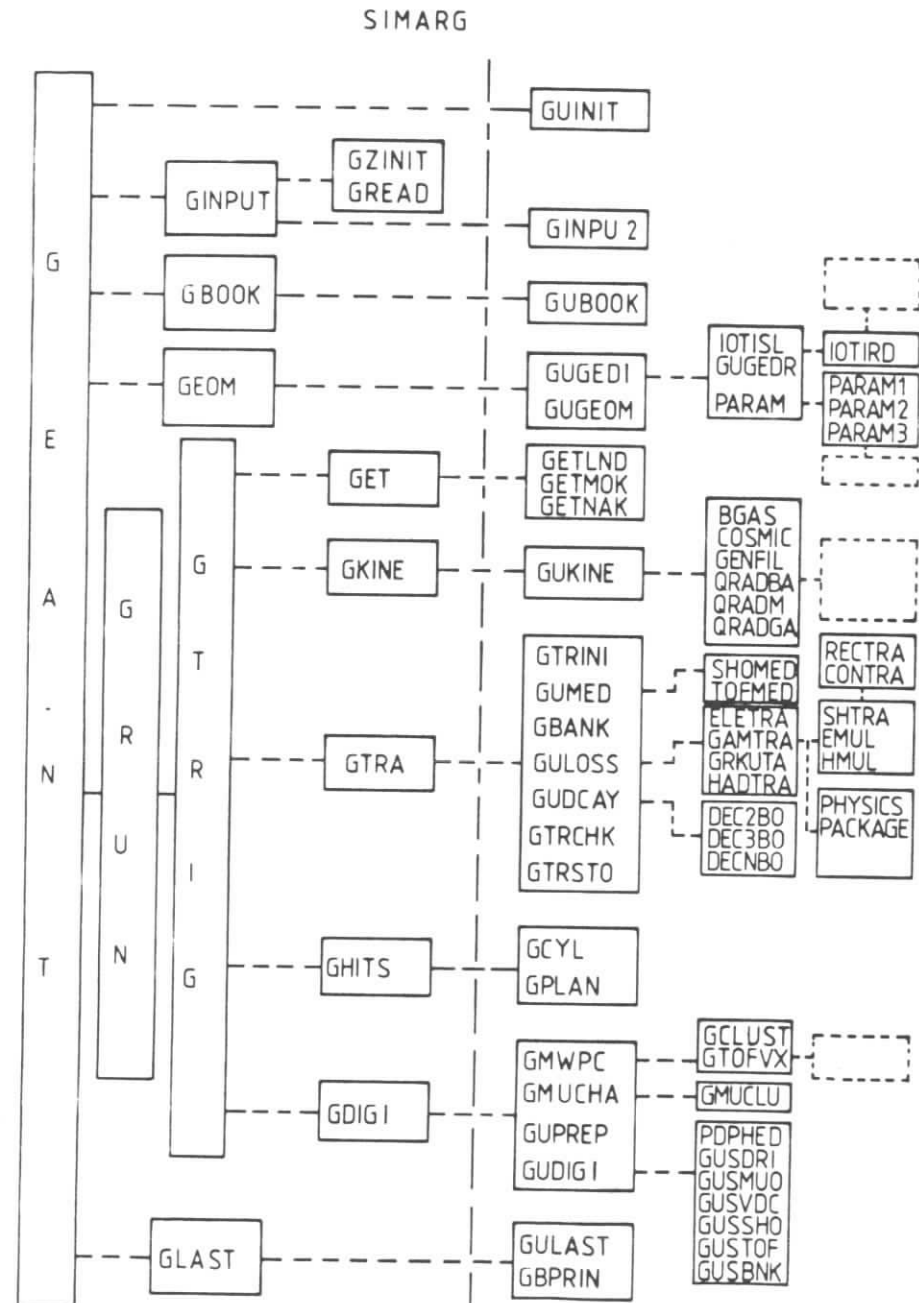 SIMARG
GEA-NT
GRUN
GTRIG
GUINIT
GINPUT
GZINIT
GREAD
GINPU 2
GBOOK
GUBOOK
GEOM
GUGEDI
GUGEOM
IOTISL
GUGEDR
PARAM
IOTIRD
PARAM1
PARAM2
PARAM3
GET
GETLND
GETMOK
GETNAK
GKINE
GUKINE
BGAS
COSMIC
GENFIL
QRADBA
QRADM
QRADGA
GTRA
GTRINI
GUMED
GBANK
GULOSS
GUDCAY
GTRCHK
GTRSTO
SHOMED
TOFMED
ELETRA
GAMTRA
GRKUTA
HADTRA
DEC2BO
DEC3BO
DECNBO
RECTRA
CONTRA
SHTRA
EMUL
HMUL
PHYSICS
PACKAGE
GHITS
GCYL
GPLAN
GDIGI
GMWPC
GMUCHA
GUPREP
GUDIGI
GCLUST
GTOFVX
GMUCLU
PDPHED
GUSDRI
GUSMUO
GUSVDC
GUSSHO
GUSTOF
GUSBNK
GLAST
GULAST
GBPRIN